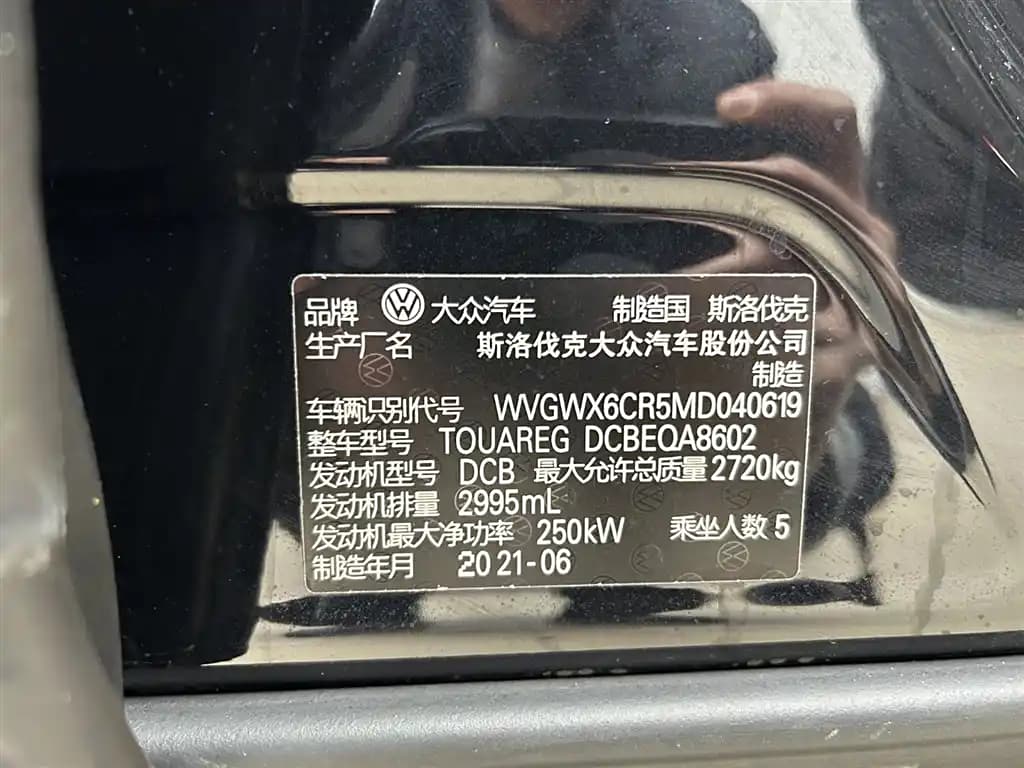 品牌 大众汽车 制造国 斯洛伐克
生产厂名 斯洛伐克大众汽车股份公司
制造
车辆识别代号 WVGWX6CR5MD040619
整车型号 TOUAREG DCBEQA8602
发动机型号 DCB 最大允许总质量 2720kg
发动机排量 2995mL
发动机最大净功率 250kW 乘坐人数 5
制造年月 2021-06